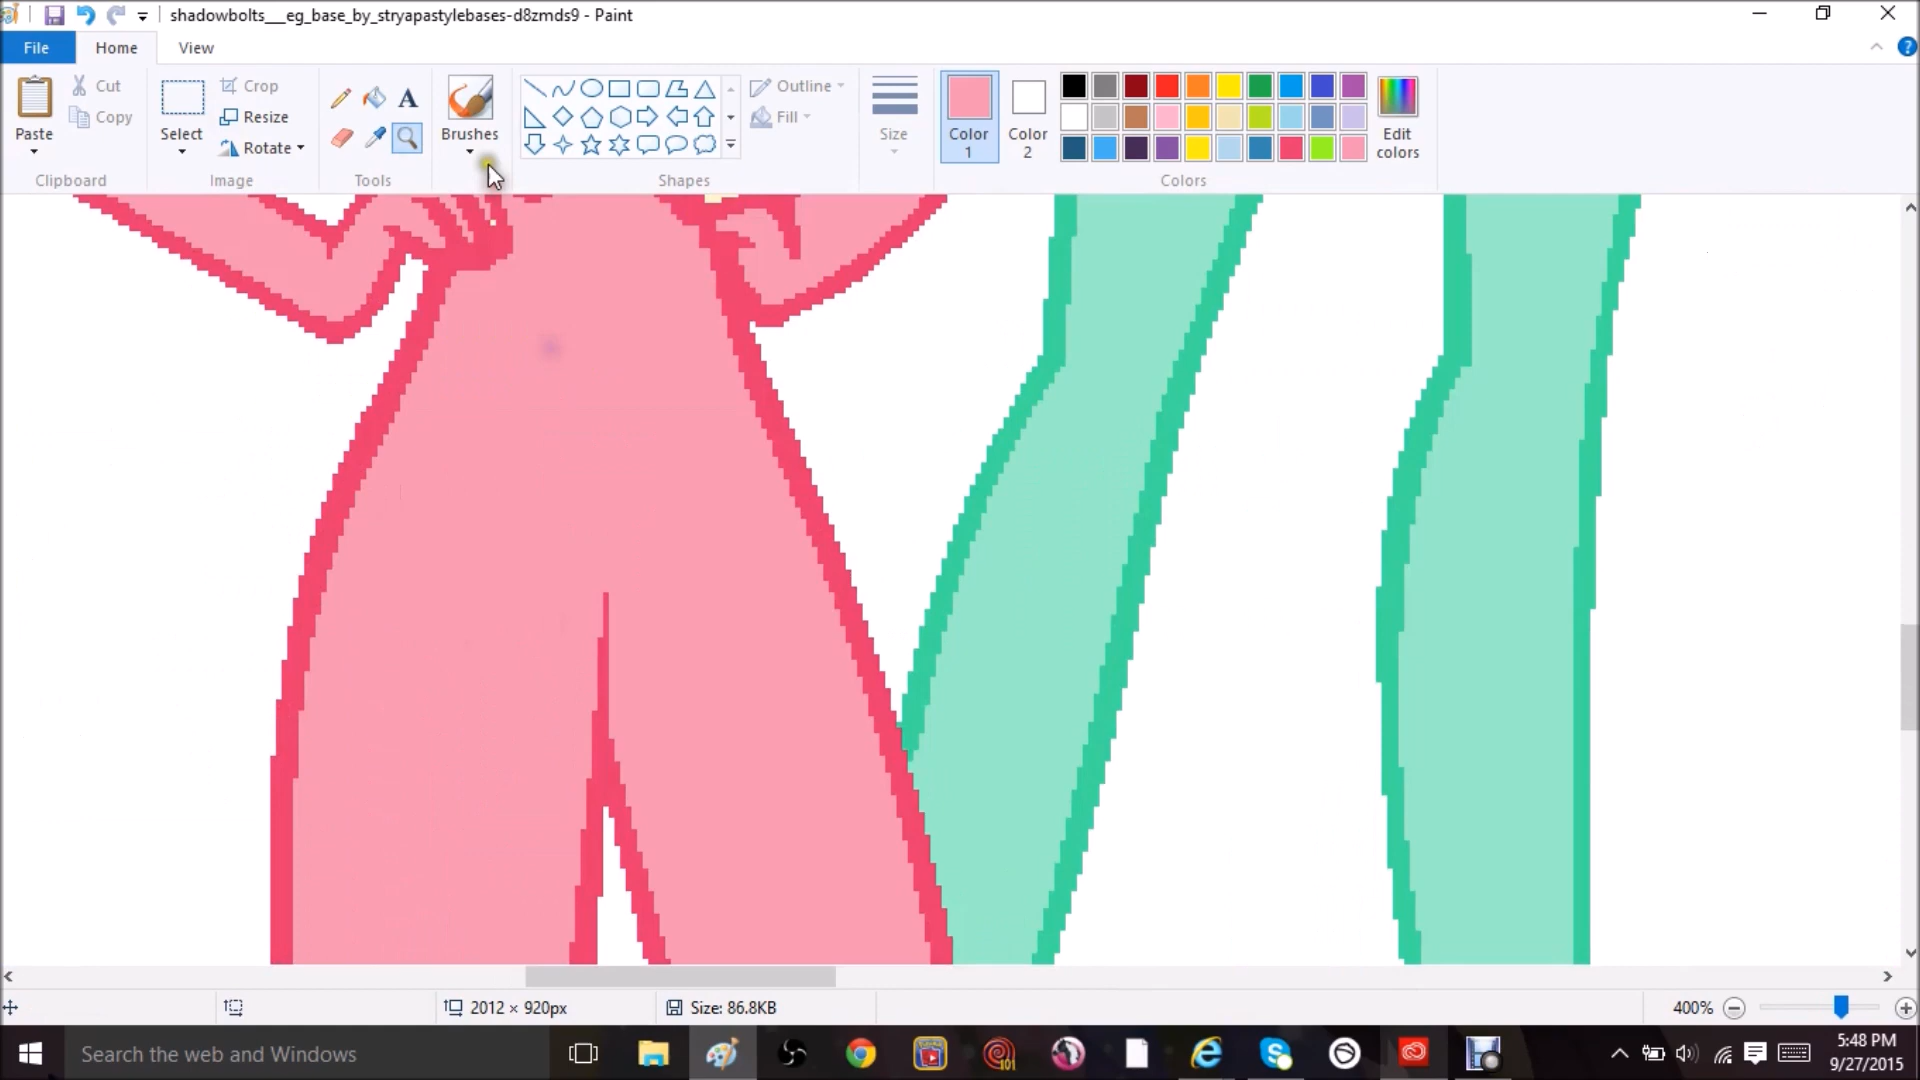 shadowbolts__eg_base_by_stryapastylebases-d8zmds9 - Paint
File Home View
Paste
Cut
Copy
Clipboard
Select
Crop
Resize
Rotate
Image
A
Tools
Brushes
Shapes
Outline
Fill
Size
Color 1
Color 2
Edit colors
Colors
2012 × 920px
Size: 86.8KB
400%
Search the web and Windows
101
5:48 PM
9/27/2015